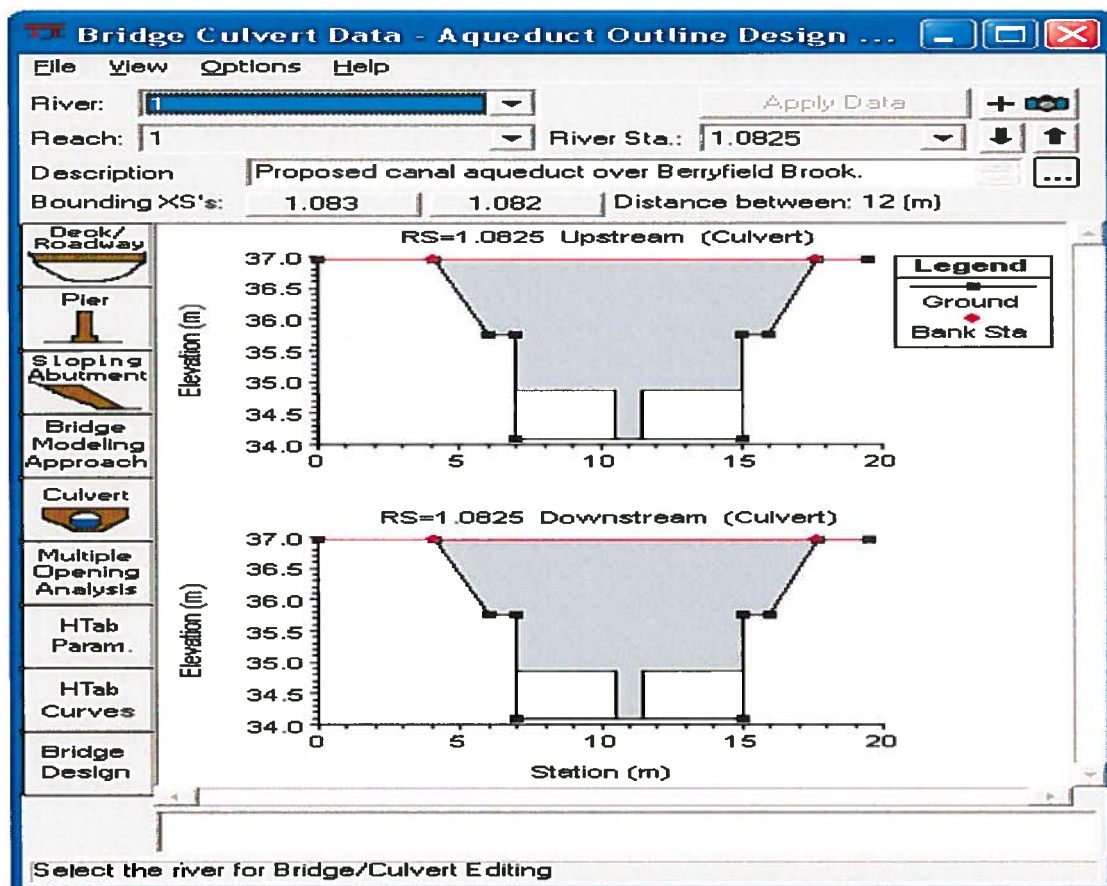 Bridge Culvert Data - Aqueduct Outline Design ...
File View Options Help
River: 1 Apply Data
Reach: 1 River Sta.: 1.0825
Description Proposed canal aqueduct over Berryfield Brook. ...
Bounding XS's: 1.083 1.082 Distance between: 12 (m)
Deck/
Roadway
Pier
Sloping
Abutment
Bridge
Modeling
Approach
Culvert
Multiple
Opening
Analysis
HTab
Param.
HTab
Curves
Bridge
Design
RS=1.0825 Upstream (Culvert)
Elevation (m)
37.0
36.5
36.0
35.5
35.0
34.5
34.0
0 5 10 15 20
Legend
Ground
Bank Sta
RS=1.0825 Downstream (Culvert)
Elevation (m)
37.0
36.5
36.0
35.5
35.0
34.5
34.0
0 5 10 15 20
Station (m)
Select the river for Bridge/Culvert Editing